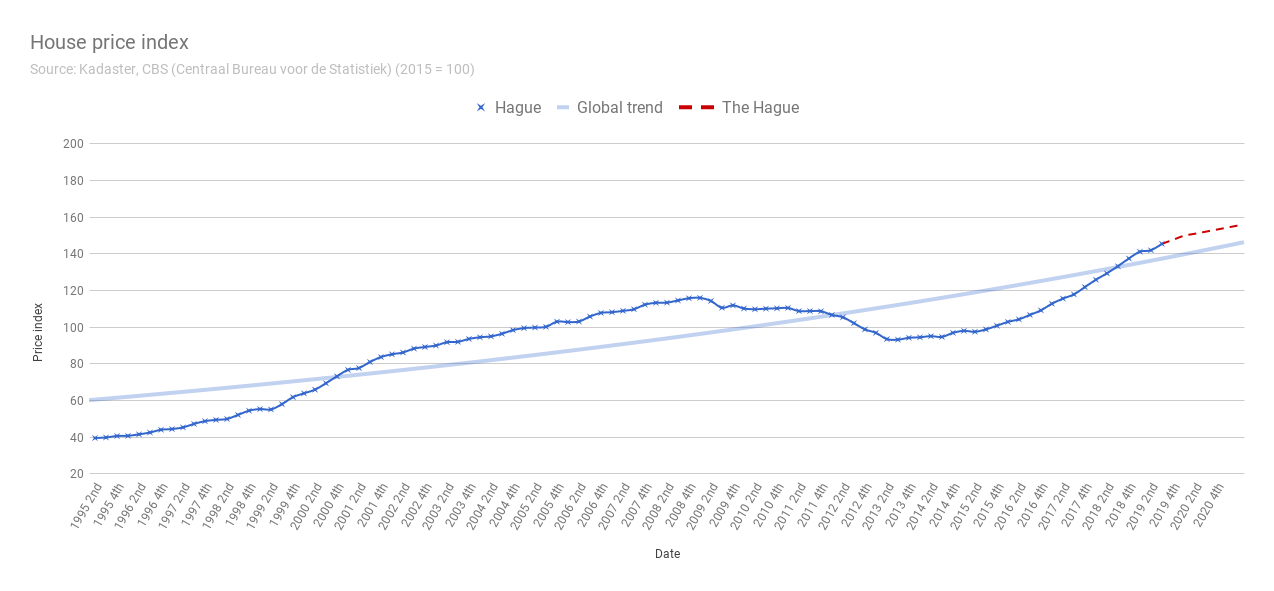 House price index
Source: Kadaster, CBS (Centraal Bureau voor de Statistiek) (2015 = 100)
Hague Global trend The Hague
200
180
160
140
120
100
80
60
40
20
Price index
1995 2nd
1995 4th
1996 2nd
1996 4th
1997 2nd
1997 4th
1998 2nd
1998 4th
1999 2nd
1999 4th
2000 2nd
2000 4th
2001 2nd
2001 4th
2002 2nd
2002 4th
2003 2nd
2003 4th
2004 2nd
2004 4th
2005 2nd
2005 4th
2006 2nd
2006 4th
2007 2nd
2007 4th
2008 2nd
2008 4th
2009 2nd
2009 4th
2010 2nd
2010 4th
2011 2nd
2011 4th
2012 2nd
2012 4th
2013 2nd
2013 4th
2014 2nd
2014 4th
2015 2nd
2015 4th
2016 2nd
2016 4th
2017 2nd
2017 4th
2018 2nd
2018 4th
2019 2nd
2019 4th
2020 2nd
2020 4th
Date